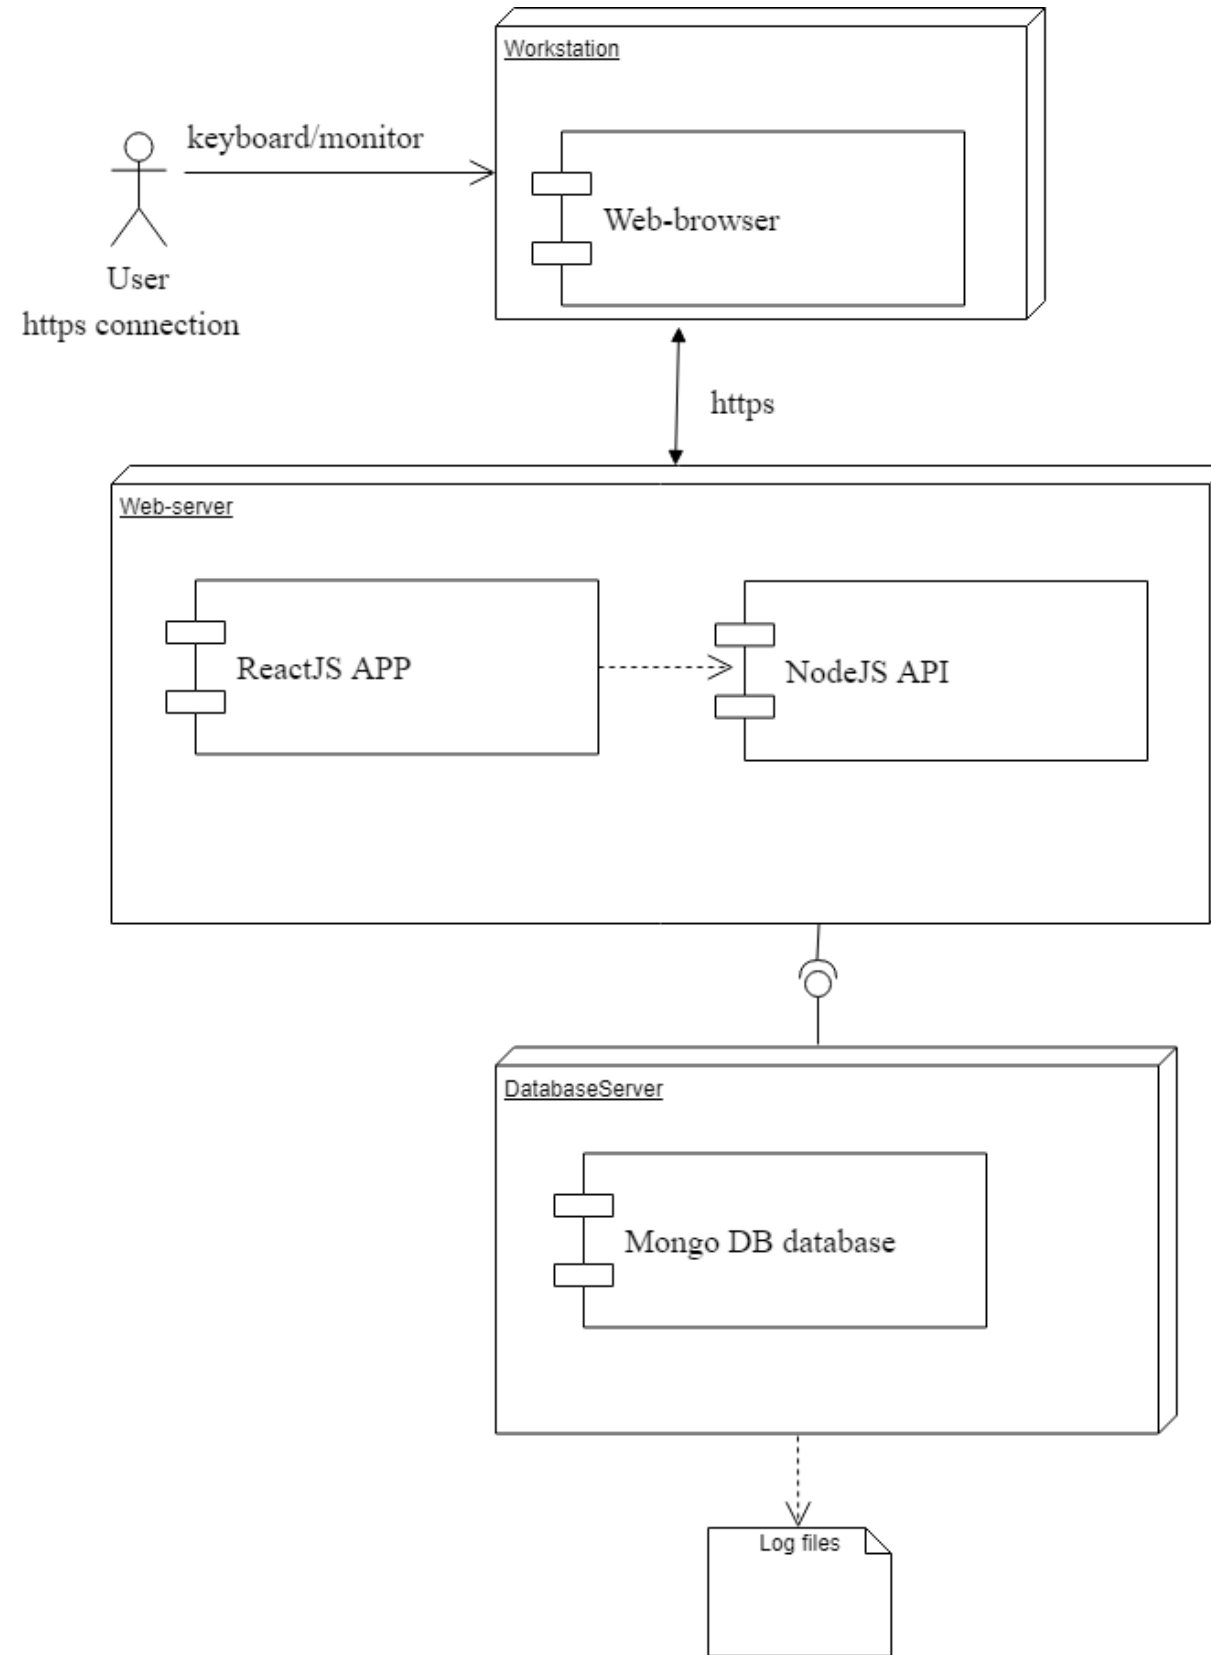 Workstation
keyboard/monitor
Web-browser
User
https connection
https
Web-server
ReactJS APP
NodeJS API
DatabaseServer
Mongo DB database
Log files